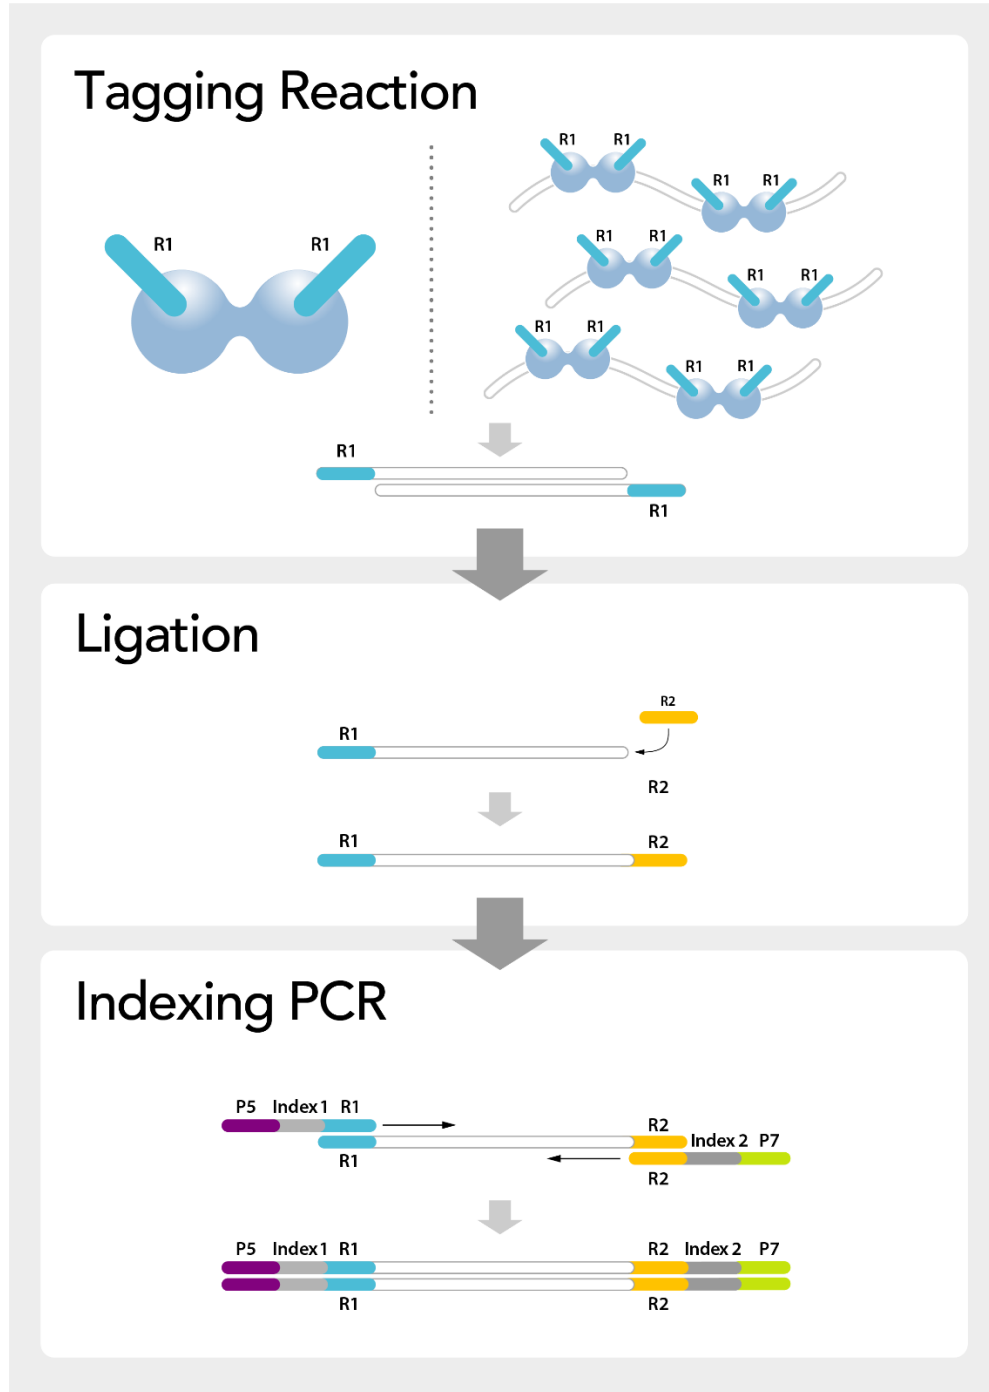 Tagging Reaction
R1 R1
R1 R1
R1 R1
R1 R1
R1 R1
R1 R1
R1 R1
R1
R1
Ligation
R2
R1
R2
R1 R2
Indexing PCR
P5 Index 1 R1
R2
Index 2 P7
R1
R2
P5 Index 1 R1 R2 Index 2 P7
R1 R2